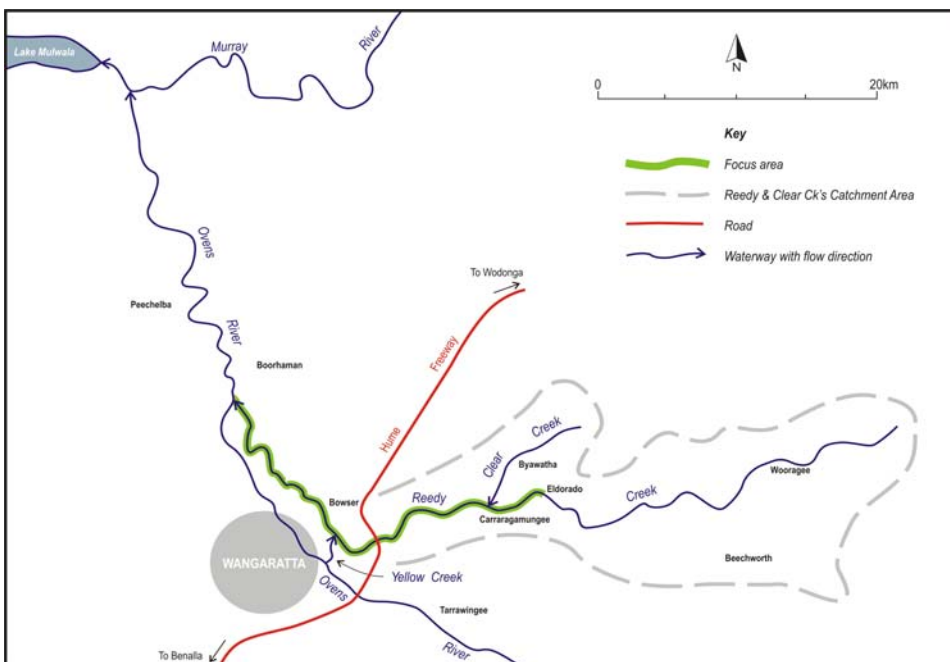 Lake Mulwala
Murray
River
N
0
20km
Key
Focus area
Reedy & Clear Ck's Catchment Area
Road
Waterway with flow direction
Ovens
River
Peechelba
Boorhaman
To Wodonga
Hume
Freeway
Clear
Creek
Byawatha
Wooragee
Bowser
Reedy
Eldorado
Creek
Carraragamungee
Beechworth
WANGARATTA
Yellow Creek
Ovens
River
Tarrawingee
To Benalla